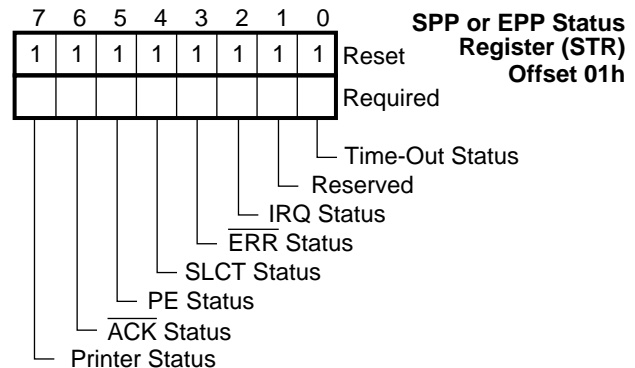 7 6 5 4 3 2 1 0
SPP or EPP Status
Register (STR)
Offset 01h
1 1 1 1 1 1 1 1 Reset
Required
Time-Out Status
Reserved
IRQ Status
E̅R̅R̅ Status
SLCT Status
PE Status
A̅C̅K̅ Status
Printer Status